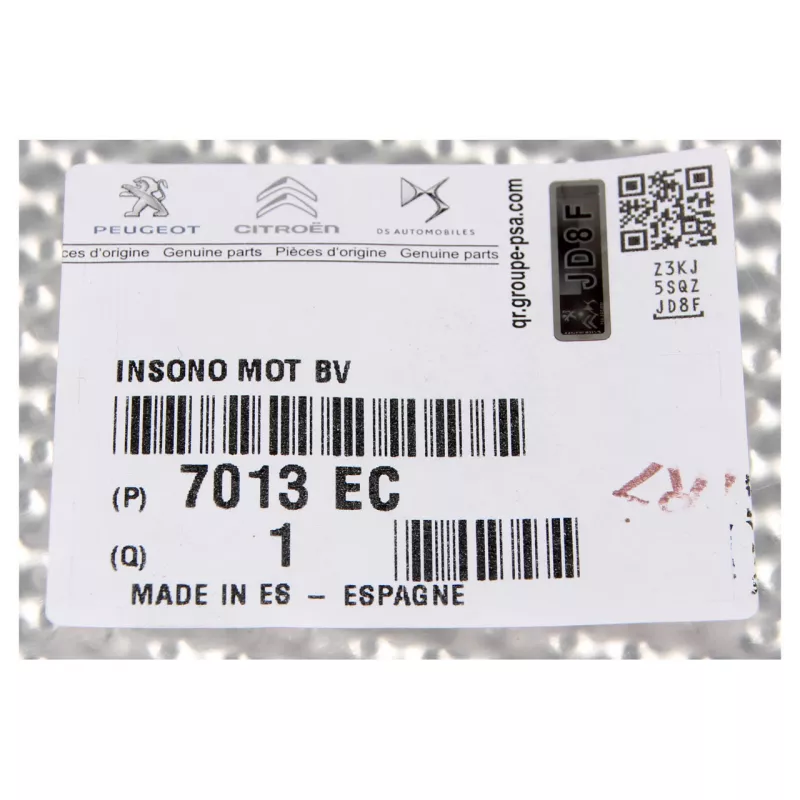 PEUGEOT CITROËN DS AUTOMOBILES
ces d'origine Genuine parts Pièces d'origine Genuine parts
qr.groupe-psa.com
JD8F
Z3KJ
5SQZ
JD8F
INSONO MOT BV
(P) 7013 EC
(Q) 1
MADE IN ES - ESPAGNE